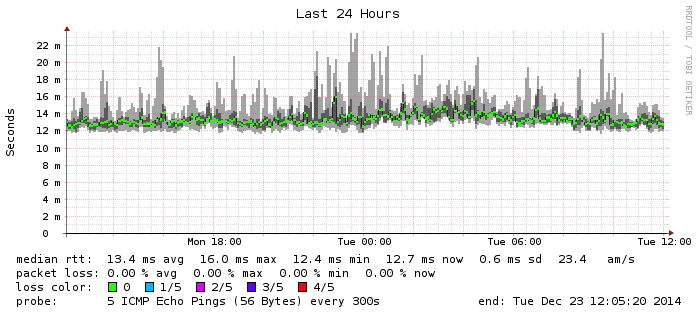 Last 24 Hours
RRDTOOL / TOBI OETIKER
Seconds
22 m
20 m
18 m
16 m
14 m
12 m
10 m
8 m
6 m
4 m
2 m
0
Mon 18:00 Tue 00:00 Tue 06:00 Tue 12:00
median rtt: 13.4 ms avg 16.0 ms max 12.4 ms min 12.7 ms now 0.6 ms sd 23.4 am/s
packet loss: 0.00 % avg 0.00 % max 0.00 % min 0.00 % now
loss color: 0 1/5 2/5 3/5 4/5
probe: 5 ICMP Echo Pings (56 Bytes) every 300s end: Tue Dec 23 12:05:20 2014